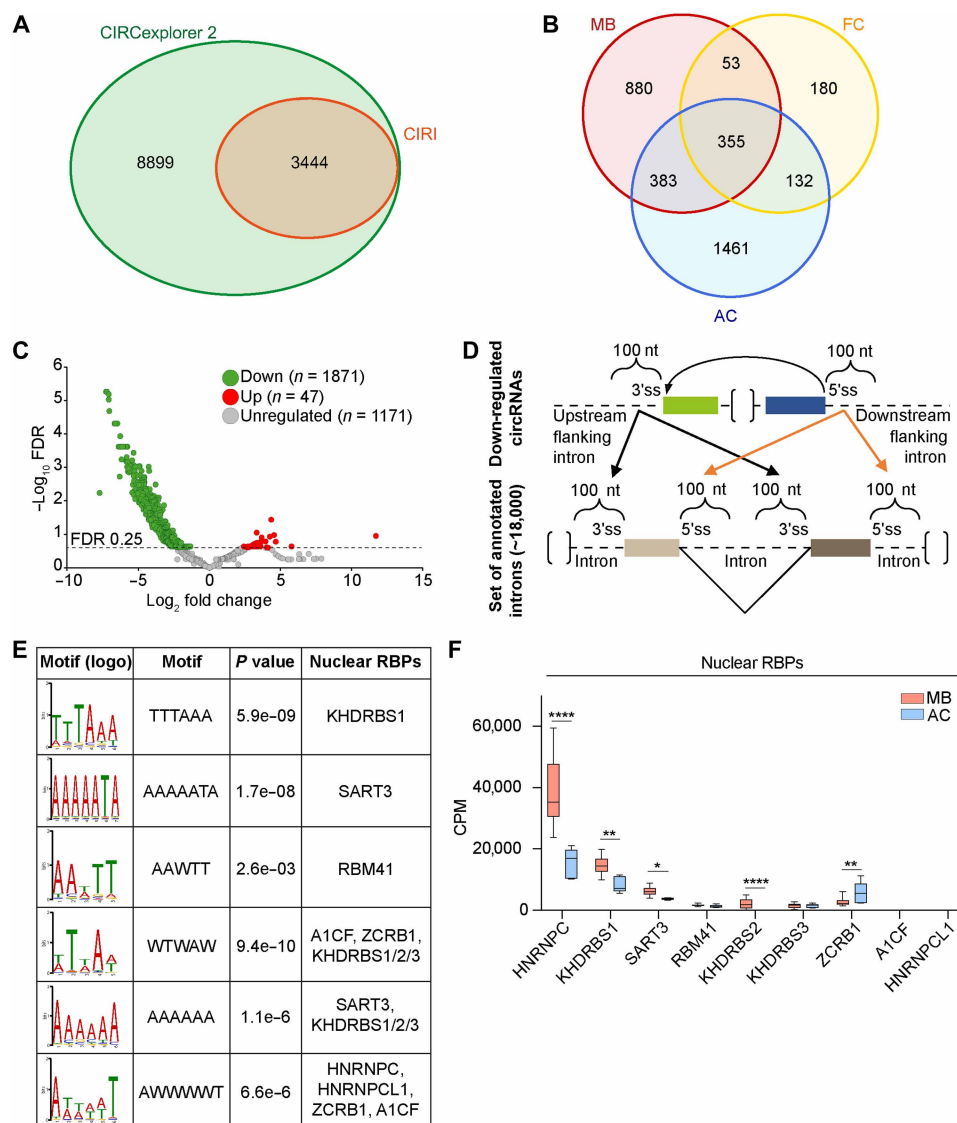 A
CIRCexplorer 2
CIRI
8899
3444
B
MB
FC
53
880
180
355
383
132
1461
AC
C
6
5
4
3
2
1
0
−Log10 FDR
Down (n = 1871)
Up (n = 47)
Unregulated (n = 1171)
FDR 0.25
−10
−5
0
5
10
15
Log2 fold change
D
Down-regulated
circRNAs
100 nt
100 nt
3'ss
5'ss
Upstream
flanking
intron
Downstream
flanking
intron
Set of annotated
introns (~18,000)
100 nt
100 nt
100 nt
100 nt
3'ss
5'ss
3'ss
5'ss
Intron
Intron
Intron
E
Motif (logo)
Motif
P value
Nuclear RBPs
TTTAAA
5.9e−09
KHDRBS1
AAAAATA
1.7e−08
SART3
AAWTT
2.6e−03
RBM41
WTWAW
9.4e−10
A1CF, ZCRB1,
KHDRBS1/2/3
AAAAAA
1.1e−6
SART3,
KHDRBS1/2/3
AWWWWWT
6.6e−6
HNRNPC,
HNRNPCL1,
ZCRB1, A1CF
F
Nuclear RBPs
MB
AC
60,000
40,000
20,000
0
CPM
****
**
*
****
**
HNRNPC
KHDRBS1
SART3
RBM41
KHDRBS2
KHDRBS3
ZCRB1
A1CF
HNRNPCL1